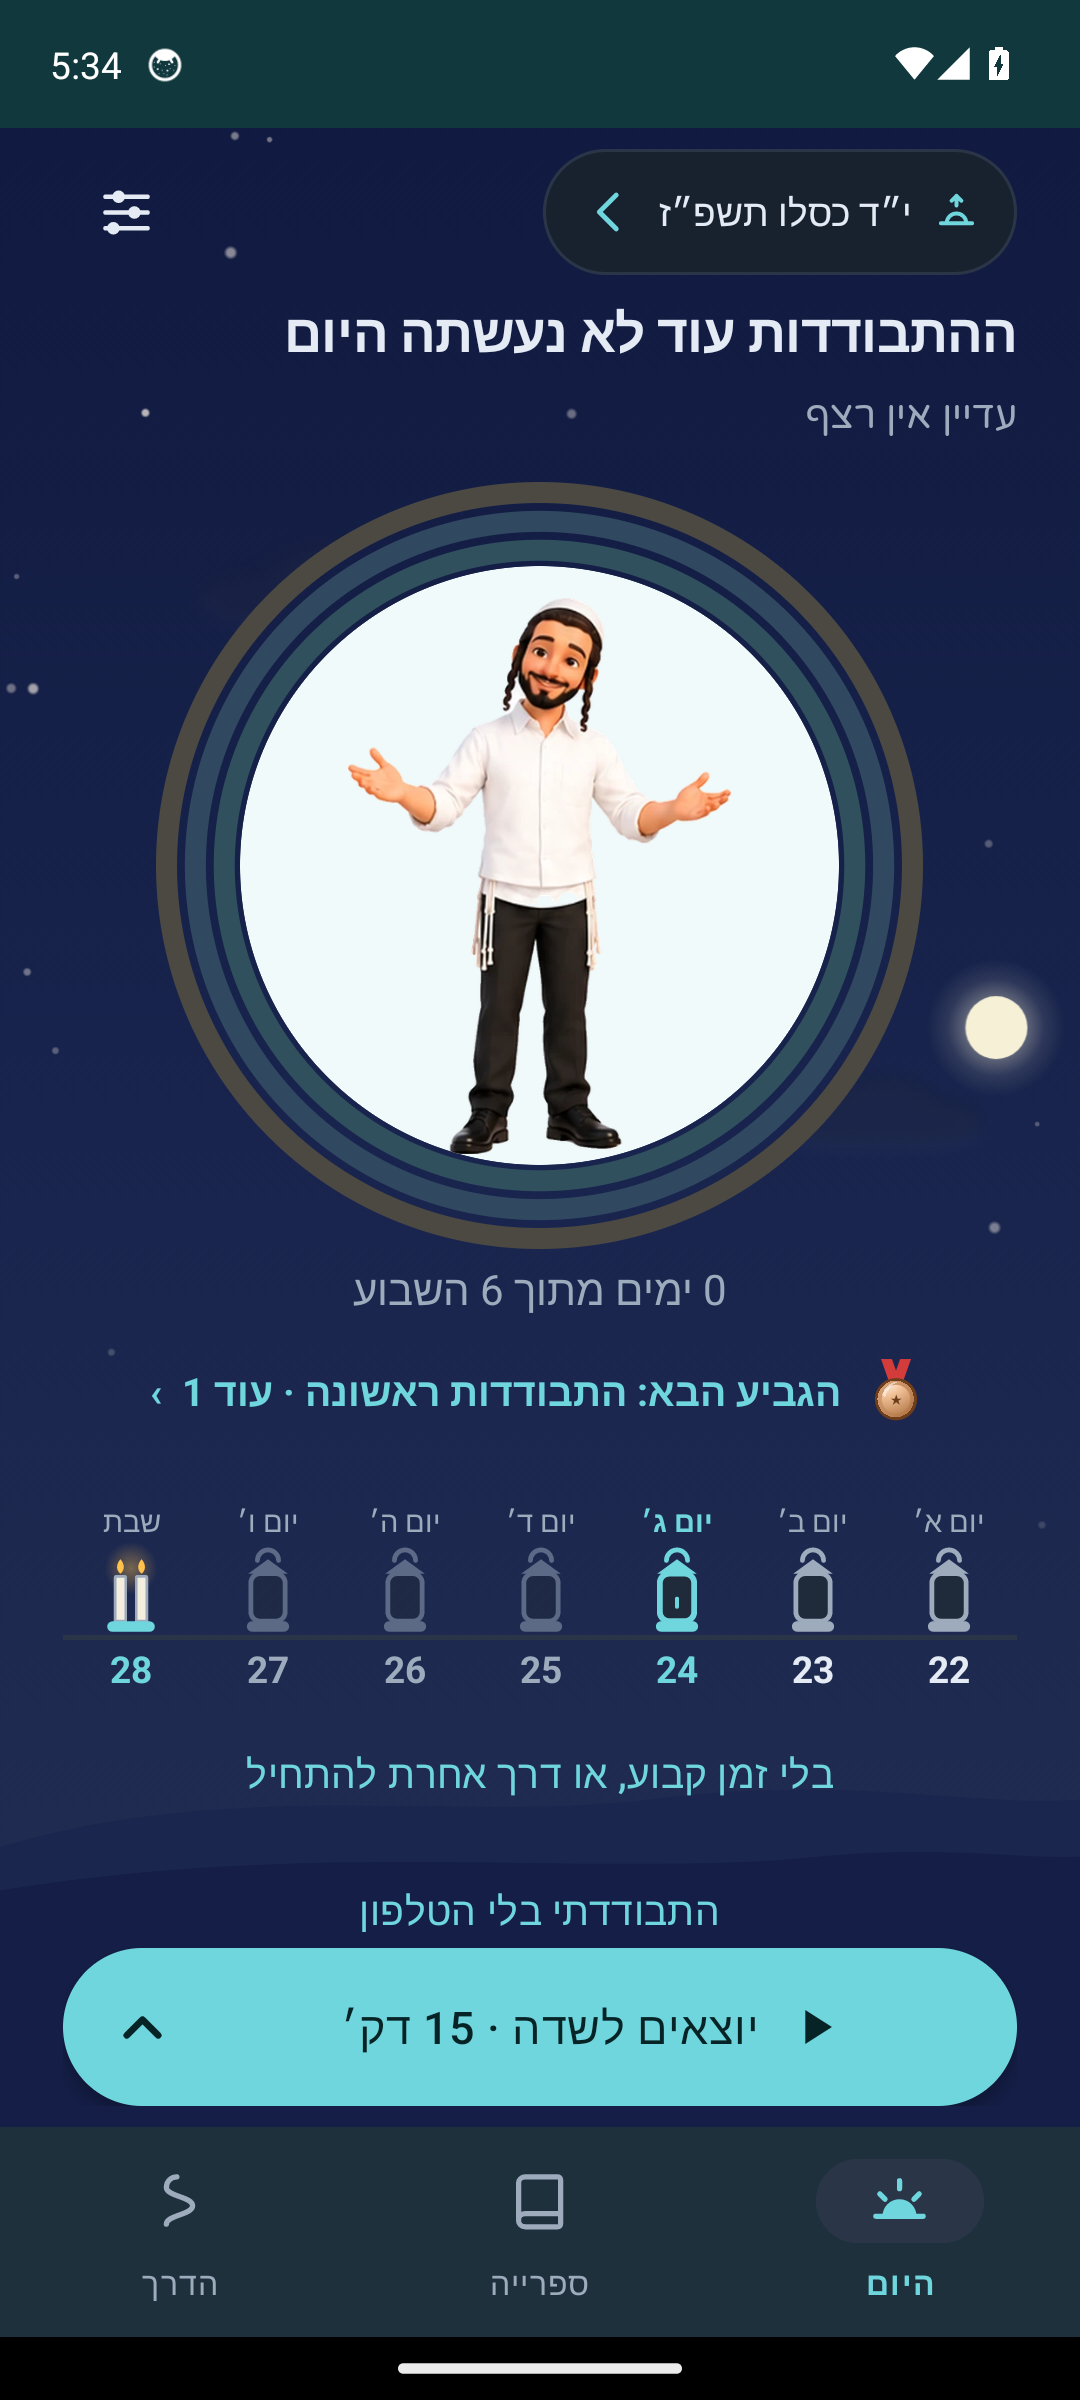 5:34
י״ד כסלו תשפ״ז
ההתבודדות עוד לא נעשתה היום
עדיין אין רצף
0 ימים מתוך 6 השבוע
הגביע הבא: התבודדות ראשונה · עוד 1 ›
יום א׳ יום ב׳ יום ג׳ יום ד׳ יום ה׳ יום ו׳ שבת
22 23 24 25 26 27 28
בלי זמן קבוע, או דרך אחרת להתחיל
התבודדתי בלי הטלפון
יוצאים לשדה · 15 דק׳
היום ספרייה הדרך